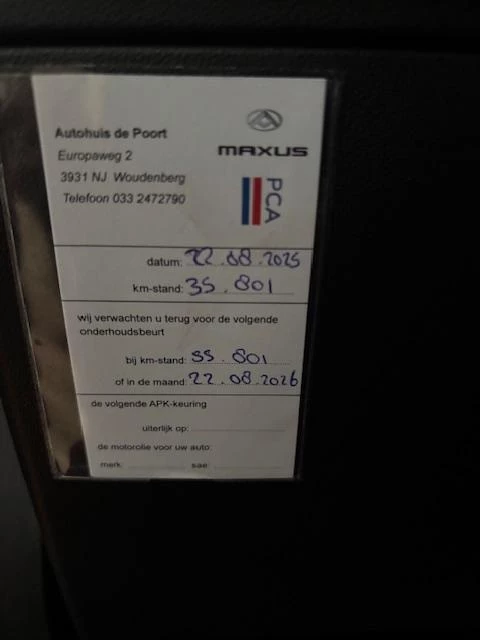 Autohuis de Poort
Europaweg 2
3931 NJ Woudenberg
Telefoon 033 2472790
MAXUS
PCA
datum: 22.08.2025
km-stand: 35.801
wij verwachten u terug voor de volgende
onderhoudsbeurt
bij km-stand: 55.801
of in de maand: 22.08.2026
de volgende APK-keuring
uiterlijk op:
de motorolie voor uw auto:
merk: sae: